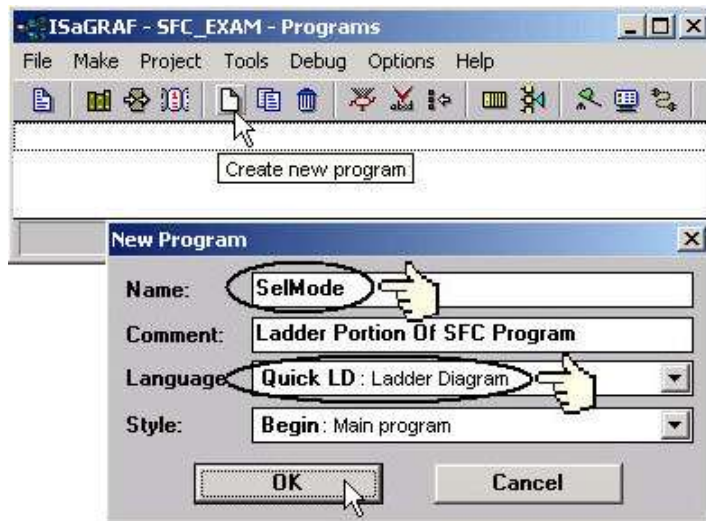 ISaGRAF - SFC_EXAM - Programs
File Make Project Tools Debug Options Help
Create new program
New Program
Name: SelMode
Comment: Ladder Portion Of SFC Program
Language Quick LD : Ladder Diagram
Style: Begin : Main program
OK Cancel